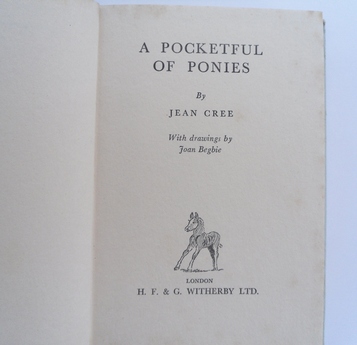 A POCKETFUL
OF PONIES
By
JEAN CREE
With drawings by
Joan Begbie
LONDON
H. F. & G. WITHERBY LTD.